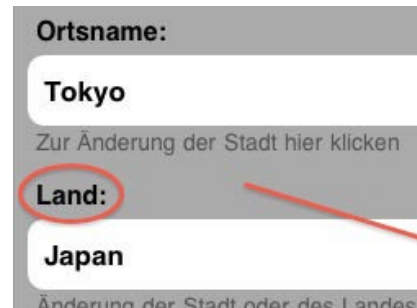 Ortsname:
Tokyo
Zur Änderung der Stadt hier klicken
Land:
Japan
Änderung der Stadt oder des Landes